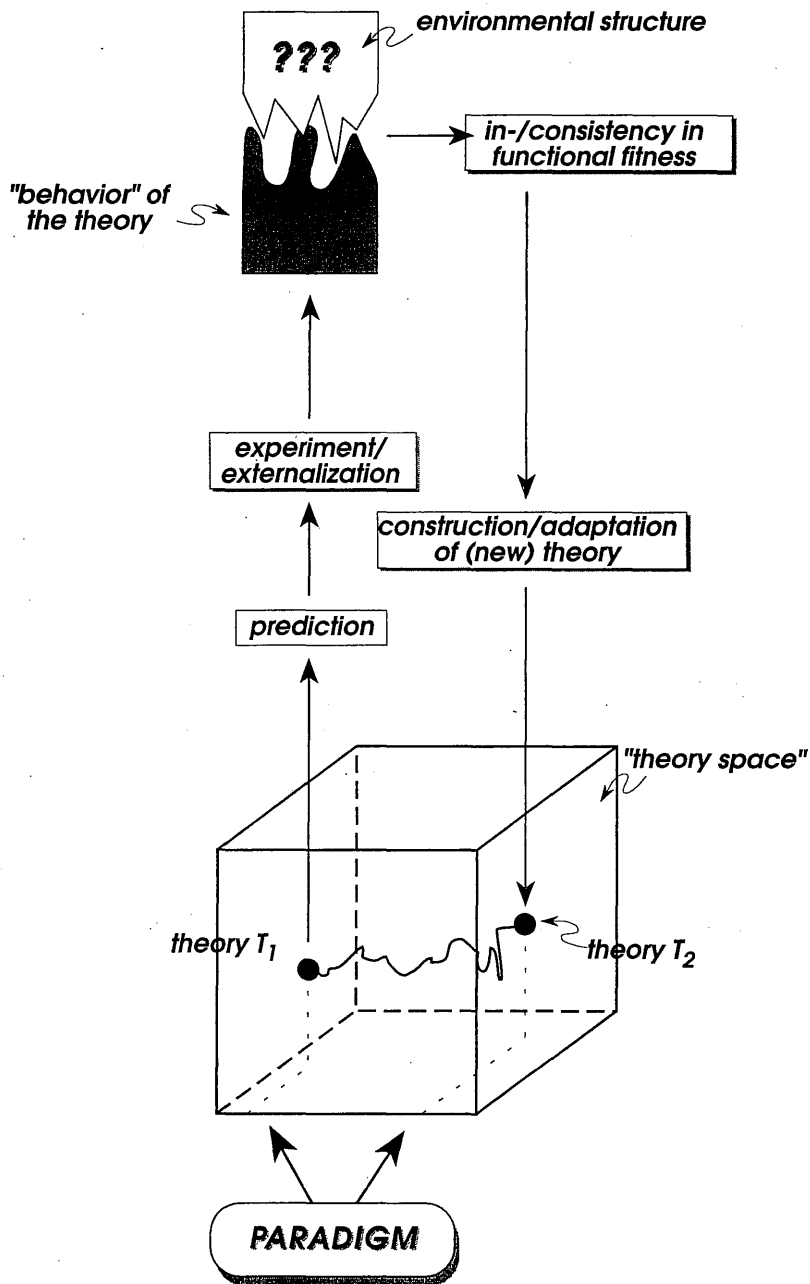 environmental structure
???
in-/consistency in
functional fitness
"behavior" of
the theory
experiment/
externalization
construction/adaptation
of (new) theory
prediction
"theory space"
theory T1
theory T2
PARADIGM